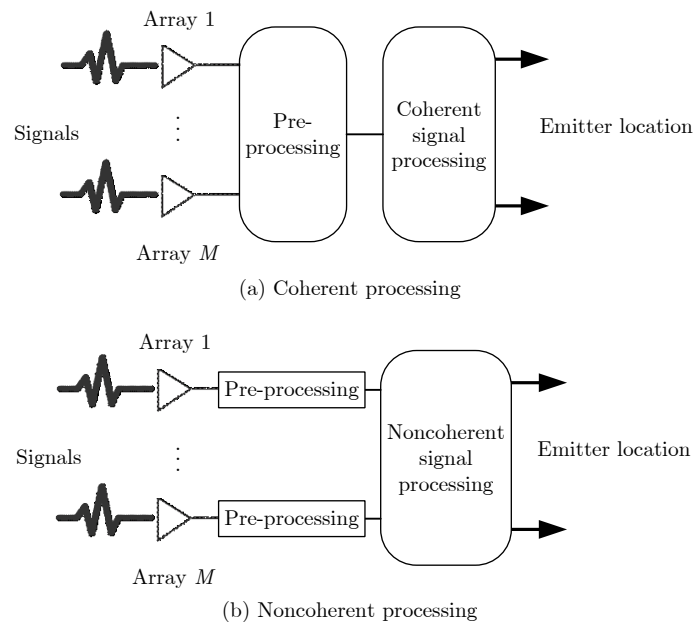 Array 1
Signals
⋮
Pre-
processing
Coherent
signal
processing
Emitter location
Array M
(a) Coherent processing
Array 1
Pre-processing
Signals
⋮
Noncoherent
signal
processing
Emitter location
Pre-processing
Array M
(b) Noncoherent processing